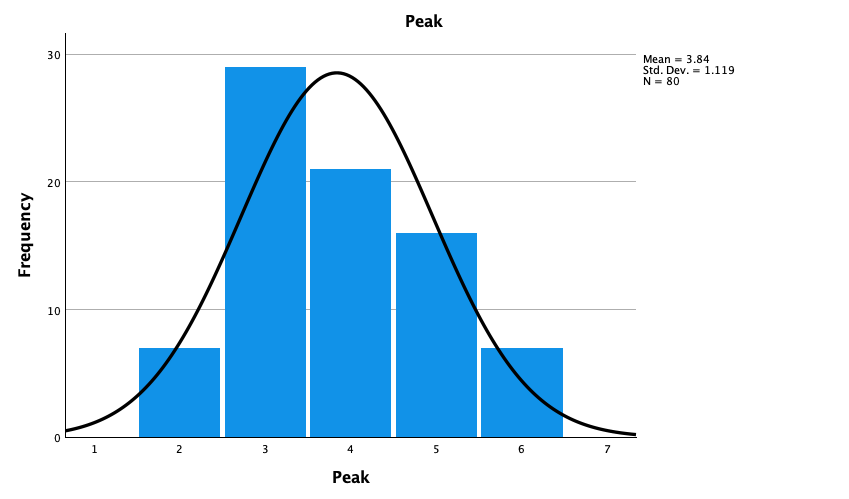 Peak
Mean = 3.84
Std. Dev. = 1.119
N = 80
30
20
10
0
Frequency
1 2 3 4 5 6 7
Peak